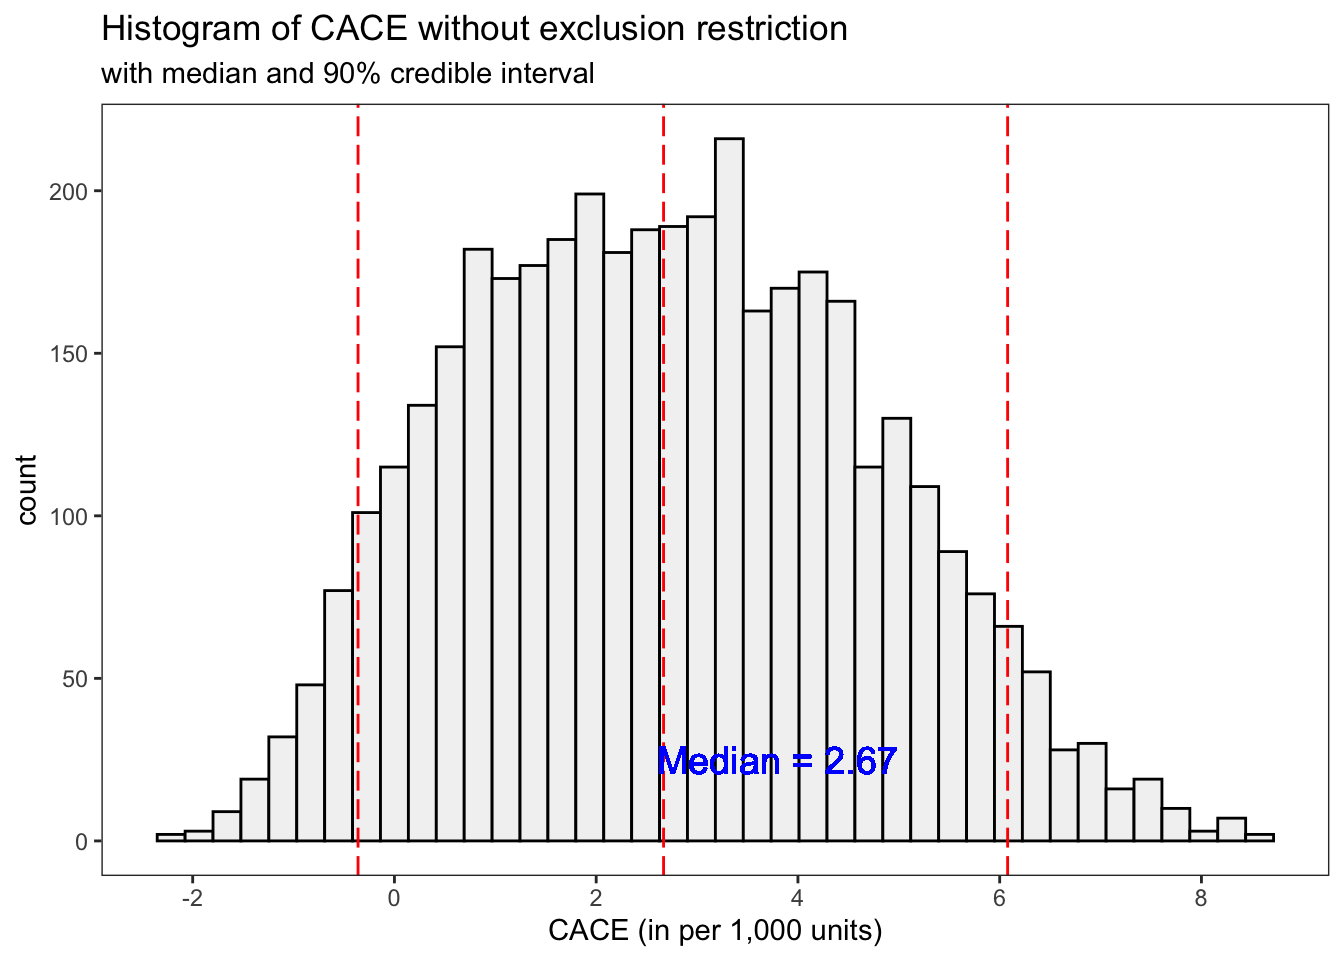 Histogram of CACE without exclusion restriction
with median and 90% credible interval
count
200
150
100
50
0
Median = 2.67
-2 0 2 4 6 8
CACE (in per 1,000 units)